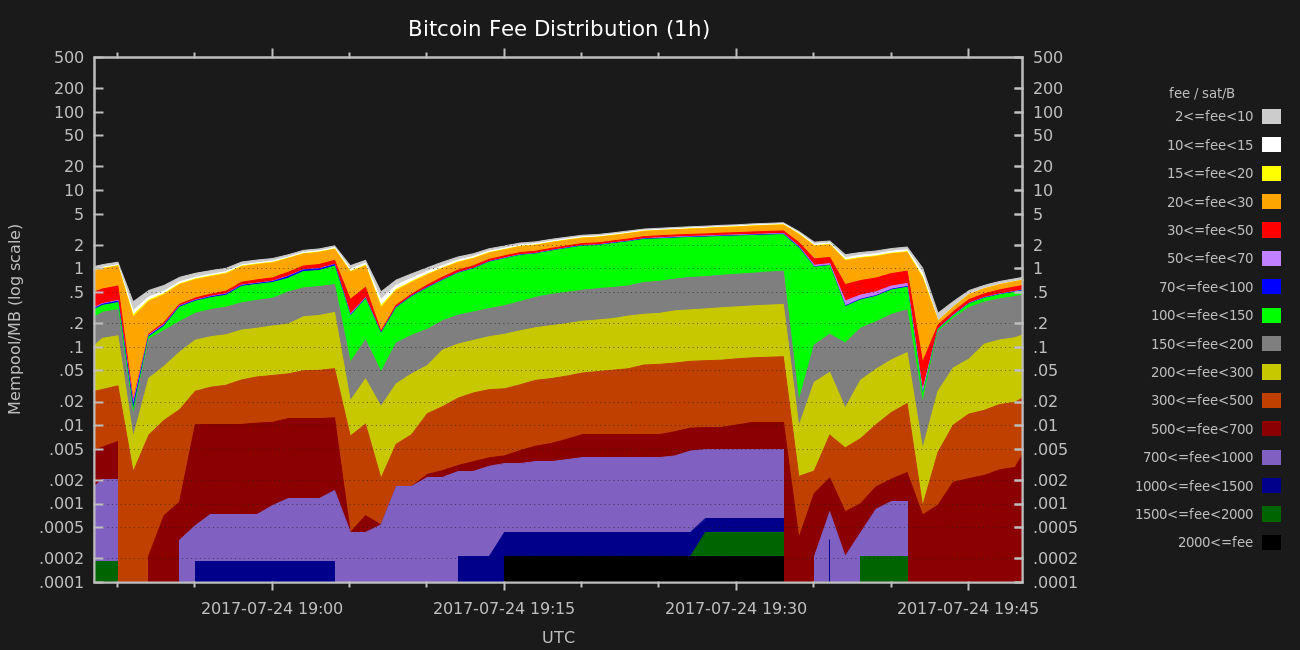 Bitcoin Fee Distribution (1h)
Mempool/MB (log scale)
500
200
100
50
20
10
5
2
1
.5
.2
.1
.05
.02
.01
.005
.002
.001
.0005
.0002
.0001
500
200
100
50
20
10
5
2
1
.5
.2
.1
.05
.02
.01
.005
.002
.001
.0005
.0002
.0001
2017-07-24 19:00
2017-07-24 19:15
2017-07-24 19:30
2017-07-24 19:45
UTC
fee / sat/B
2<=fee<10
10<=fee<15
15<=fee<20
20<=fee<30
30<=fee<50
50<=fee<70
70<=fee<100
100<=fee<150
150<=fee<200
200<=fee<300
300<=fee<500
500<=fee<700
700<=fee<1000
1000<=fee<1500
1500<=fee<2000
2000<=fee